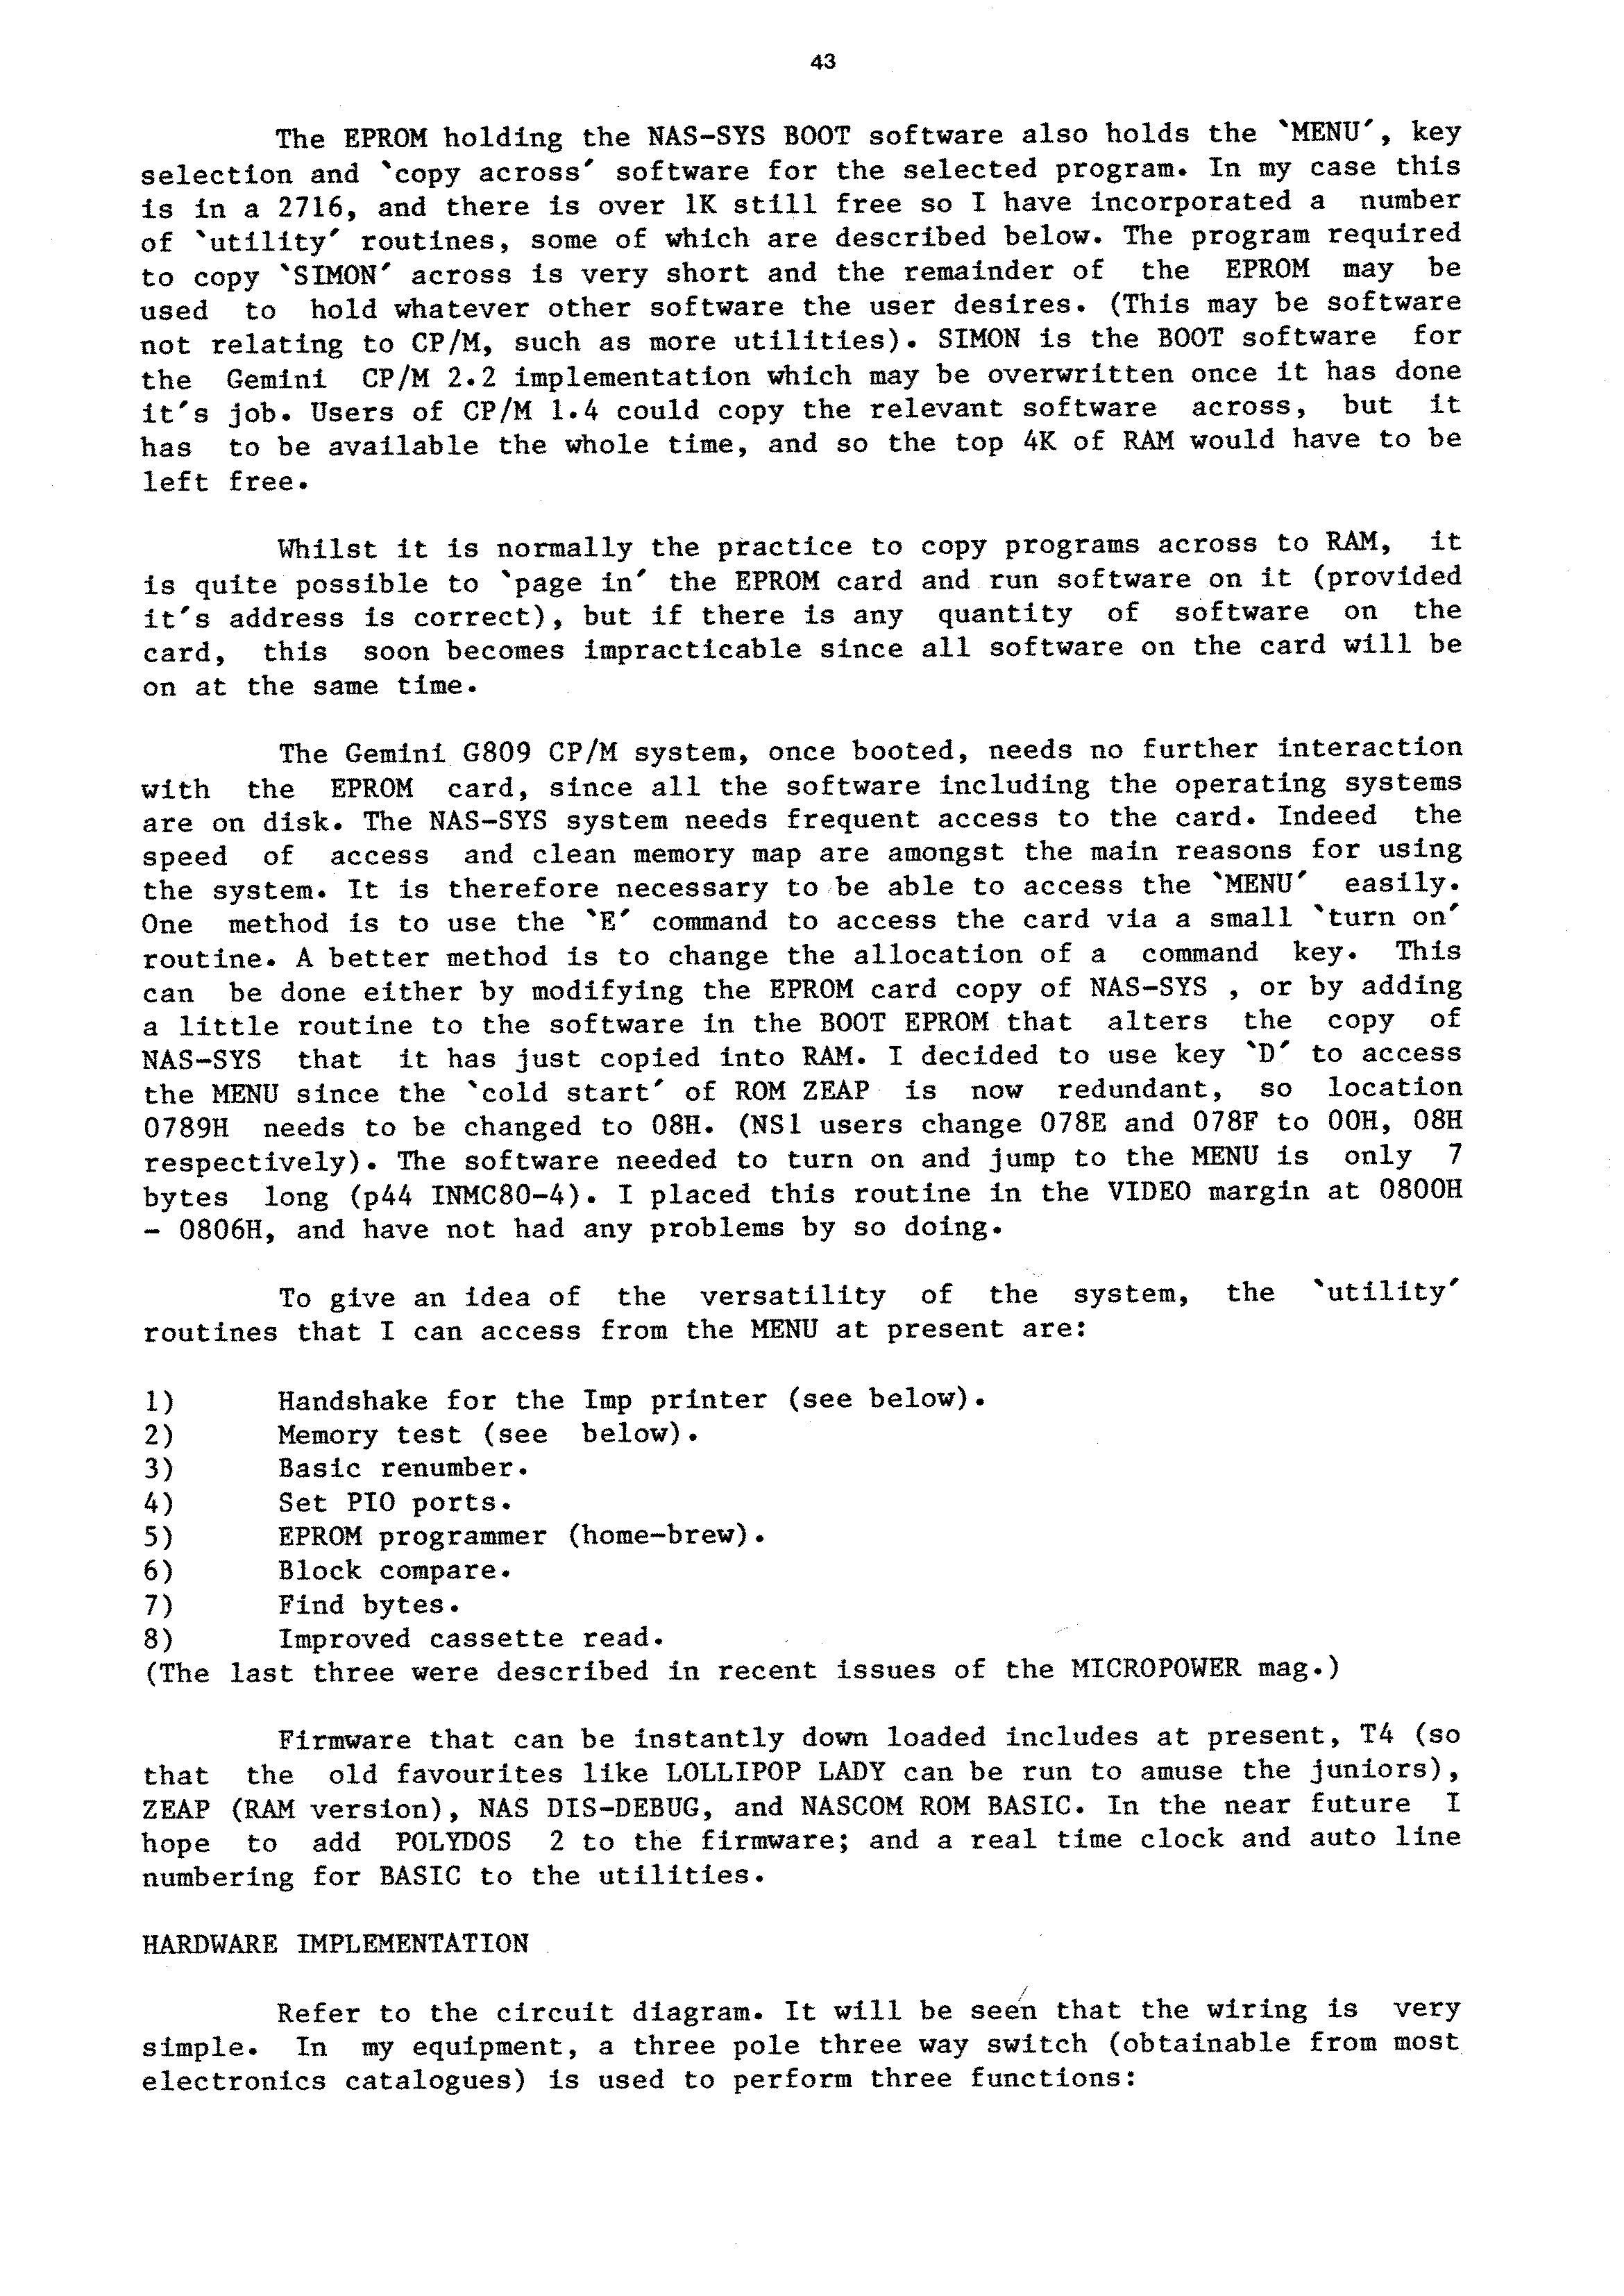 43
The EPROM holding the NAS-SYS BOOT software also holds the `MENU', key
selection and `copy across' software for the selected program. In my case this
is in a 2716, and there is over 1K still free so I have incorporated a number
of `utility' routines, some of which are described below. The program required
to copy `SIMON' across is very short and the remainder of the EPROM may be
used to hold whatever other software the user desires. (This may be software
not relating to CP/M, such as more utilities). SIMON is the BOOT software for
the Gemini CP/M 2.2 implementation which may be overwritten once it has done
it's job. Users of CP/M 1.4 could copy the relevant software across, but it
has to be available the whole time, and so the top 4K of RAM would have to be
left free.
Whilst it is normally the practice to copy programs across to RAM, it
is quite possible to `page in' the EPROM card and run software on it (provided
it's address is correct), but if there is any quantity of software on the
card, this soon becomes impracticable since all software on the card will be
on at the same time.
The Gemini G809 CP/M system, once booted, needs no further interaction
with the EPROM card, since all the software including the operating systems
are on disk. The NAS-SYS system needs frequent access to the card. Indeed the
speed of access and clean memory map are amongst the main reasons for using
the system. It is therefore necessary to be able to access the `MENU' easily.
One method is to use the `E' command to access the card via a small `turn on'
routine. A better method is to change the allocation of a command key. This
can be done either by modifying the EPROM card copy of NAS-SYS , or by adding
a little routine to the software in the BOOT EPROM that alters the copy of
NAS-SYS that it has just copied into RAM. I decided to use key `D' to access
the MENU since the `cold start' of ROM ZEAP is now redundant, so location
0789H needs to be changed to 08H. (NS1 users change 078E and 078F to 00H, 08H
respectively). The software needed to turn on and jump to the MENU is only 7
bytes long (p44 INMC80-4). I placed this routine in the VIDEO margin at 0800H
- 0806H, and have not had any problems by so doing.
To give an idea of the versatility of the system, the `utility'
routines that I can access from the MENU at present are:
1) Handshake for the Imp printer (see below).
2) Memory test (see below).
3) Basic renumber.
4) Set PIO ports.
5) EPROM programmer (home-brew).
6) Block compare.
7) Find bytes.
8) Improved cassette read.
(The last three were described in recent issues of the MICROPOWER mag.)
Firmware that can be instantly down loaded includes at present, T4 (so
that the old favourites like LOLLIPOP LADY can be run to amuse the juniors),
ZEAP (RAM version), NAS DIS-DEBUG, and NASCOM ROM BASIC. In the near future I
hope to add POLYDOS 2 to the firmware; and a real time clock and auto line
numbering for BASIC to the utilities.
HARDWARE IMPLEMENTATION
Refer to the circuit diagram. It will be seen that the wiring is very
simple. In my equipment, a three pole three way switch (obtainable from most
electronics catalogues) is used to perform three functions: